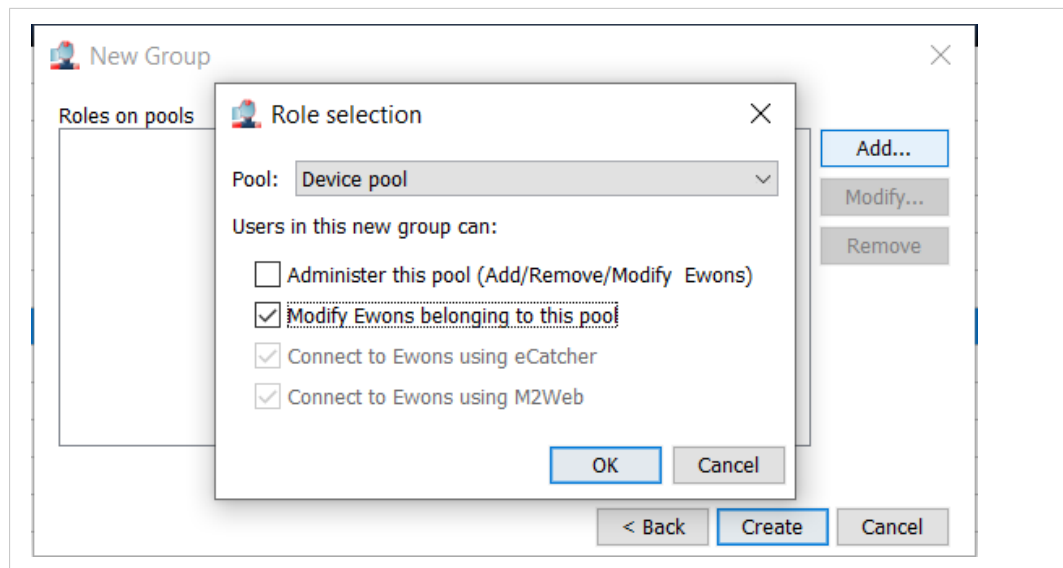 New Group
Roles on pools
Role selection
Add...
Pool: Device pool
Modify...
Users in this new group can:
Remove
Administer this pool (Add/Remove/Modify Ewons)
Modify Ewons belonging to this pool
Connect to Ewons using eCatcher
Connect to Ewons using M2Web
OK Cancel
< Back Create Cancel